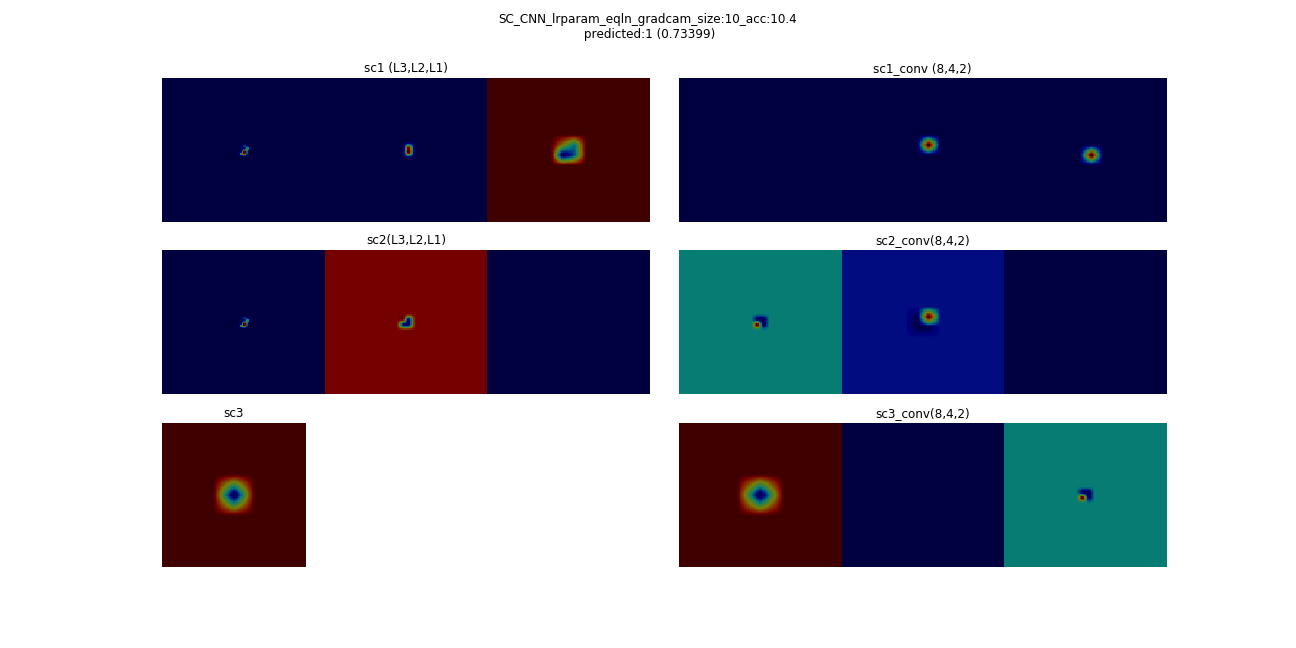 SC_CNN_lrparam_eqln_gradcam_size:10_acc:10.4
predicted:1 (0.73399)
sc1 (L3,L2,L1)
sc1_conv (8,4,2)
sc2(L3,L2,L1)
sc2_conv(8,4,2)
sc3
sc3_conv(8,4,2)